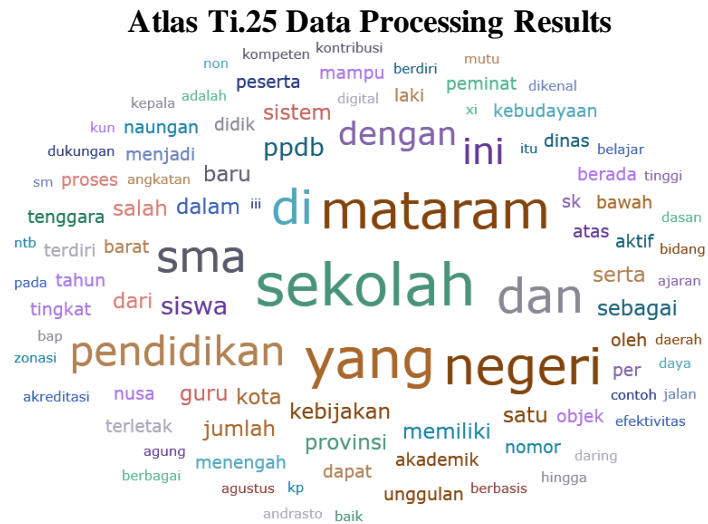 Atlas Ti.25 Data Processing Results
kompeten kontribusi
non mutu
peserta mampu berdiri peminat dikenal
kepala adalah digital laki
sistem xi kebudayaan
kun naungan didik dengan
ppdb ini itu dinas belajar
dukungan menjadi
sm proses angkatan baru berada tinggi
tenggara salah dalam iii di mataram sk bawah
dasan
ntb terdiri barat sma atas aktif bidang
pada tahun sekolah dan serta ajaran
tingkat dari siswa sebagai
bap pendidikan yang negeri oleh daerah
zonasi per daya
akreditasi nusa guru kota contoh jalan
kebijakan satu objek efektivitas
terletak jumlah memiliki
agung provinsi nomor daring
menengah akademik
berbagai dapat hingga
agustus kp unggulan berbasis
andrasto baik